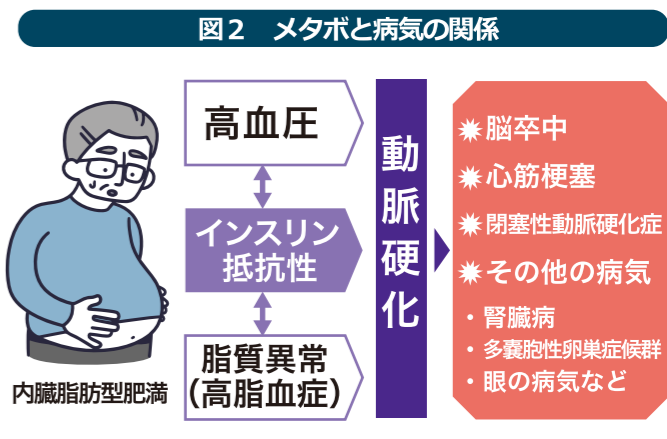 図2　メタボと病気の関係
高血圧
インスリン
抵抗性
脂質異常
(高脂血症)
内臓脂肪型肥満
動脈硬化
脳卒中
心筋梗塞
閉塞性動脈硬化症
その他の病気
・腎臓病
・多嚢胞性卵巣症候群
・眼の病気など